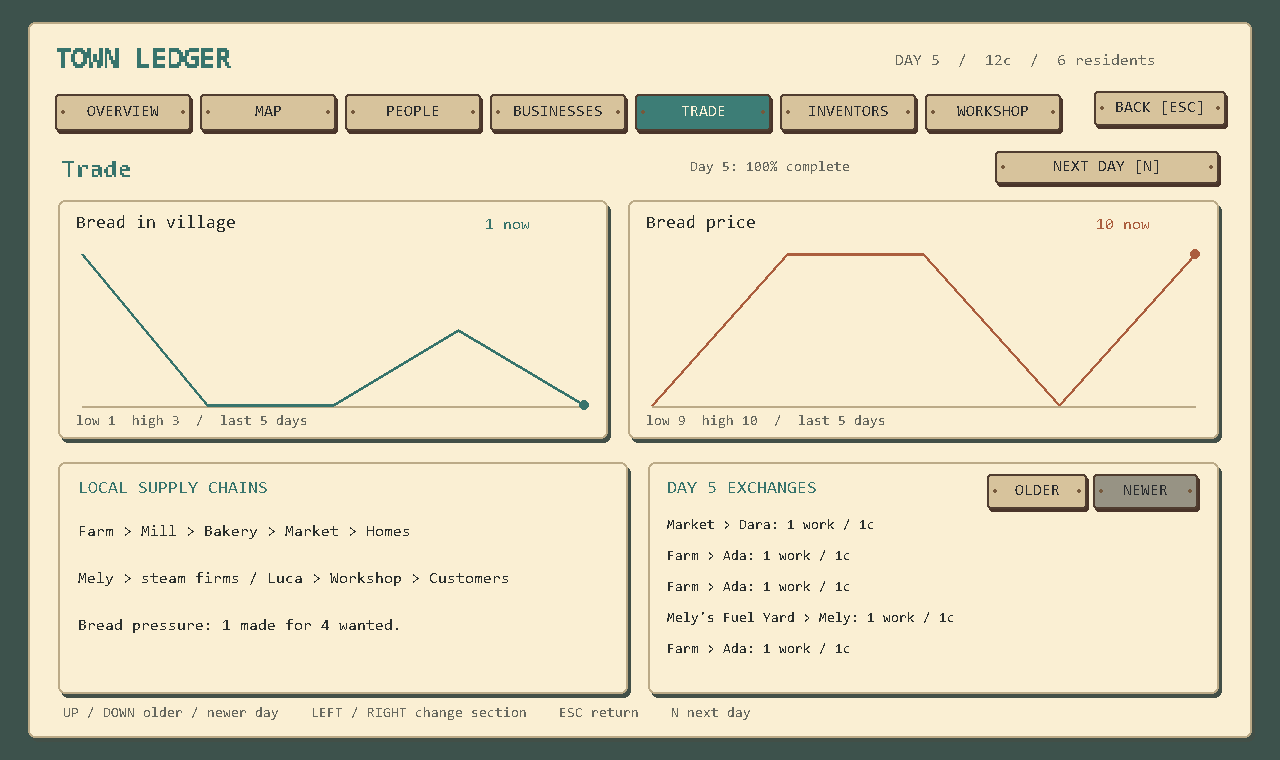 TOWN LEDGER
DAY 5 / 12c / 6 residents
OVERVIEW
MAP
PEOPLE
BUSINESSES
TRADE
INVENTORS
WORKSHOP
BACK [ESC]
Trade
Day 5: 100% complete
NEXT DAY [N]
Bread in village
1 now
low 1 high 3 / last 5 days
Bread price
10 now
low 9 high 10 / last 5 days
LOCAL SUPPLY CHAINS
Farm > Mill > Bakery > Market > Homes
Mely > steam firms / Luca > Workshop > Customers
Bread pressure: 1 made for 4 wanted.
DAY 5 EXCHANGES
OLDER
NEWER
Market > Dara: 1 work / 1c
Farm > Ada: 1 work / 1c
Farm > Ada: 1 work / 1c
Mely's Fuel Yard > Mely: 1 work / 1c
Farm > Ada: 1 work / 1c
UP / DOWN older / newer day LEFT / RIGHT change section ESC return N next day